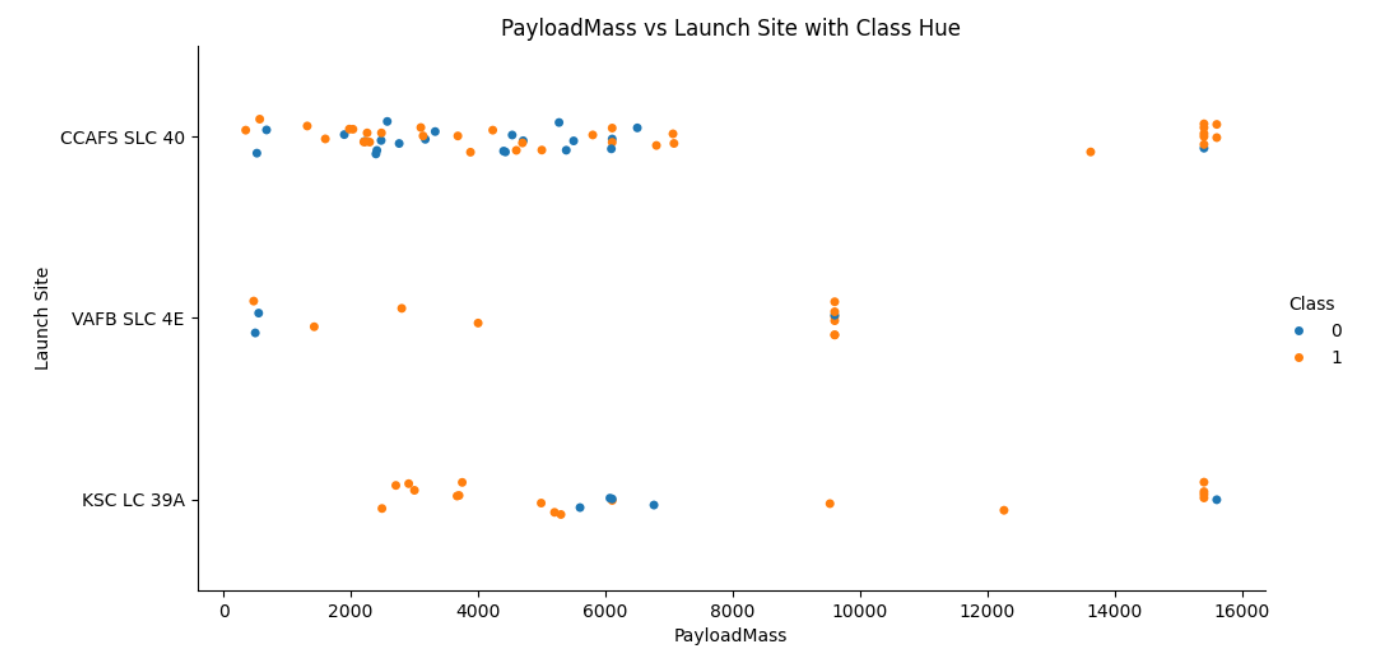 PayloadMass vs Launch Site with Class Hue
CCAFS SLC 40
VAFB SLC 4E
KSC LC 39A
Launch Site
0 2000 4000 6000 8000 10000 12000 14000 16000
PayloadMass
Class
0
1